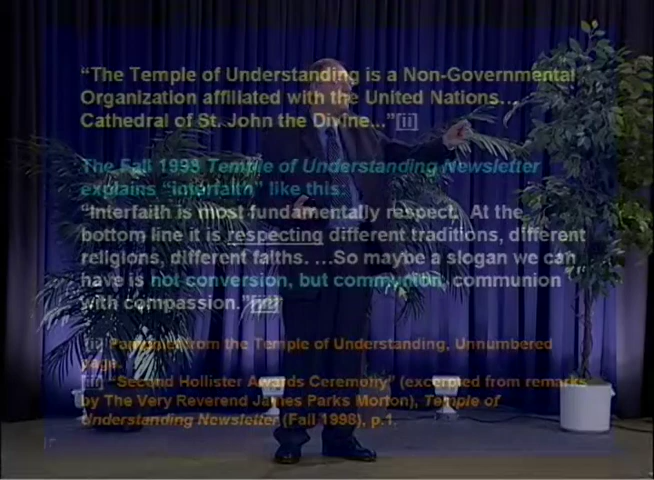 “The Temple of Understanding is a Non-Governmental
Organization affiliated with the United Nations...
Cathedral of St. John the Divine...”[ii]
The Fall 1998 Temple of Understanding Newsletter
explains “interfaith” like this:
“Interfaith is most fundamentally respect. At the
bottom line it is respecting different traditions, different
religions, different faiths. ...So maybe a slogan we can
have is not conversion, but communion, communion
with compassion.”[iii]
[ii] Pamphlet from the Temple of Understanding, Unnumbered
page.
[iii] “Second Hollister Awards Ceremony” (excerpted from remarks
by The Very Reverend James Parks Morton), Temple of
Understanding Newsletter (Fall 1998), p.1.